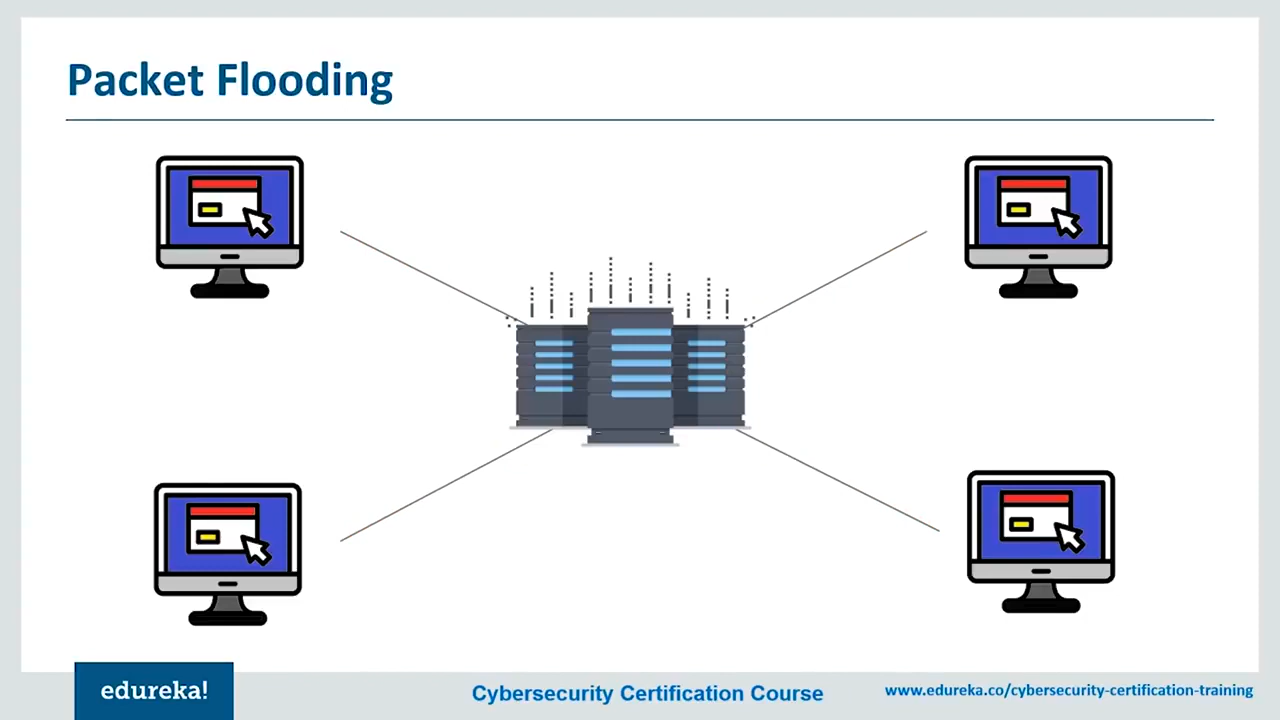 Packet Flooding
edureka!
Cybersecurity Certification Course
www.edureka.co/cybersecurity-certification-training